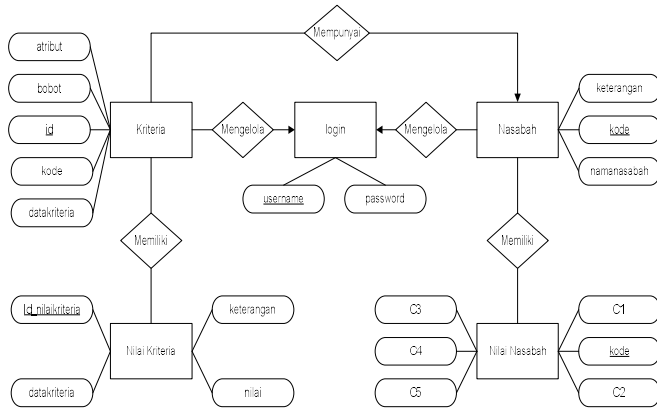 Mempunyai
atribut
bobot
id
kode
datakriteria
Kriteria
Mengelola
login
Mengelola
Nasabah
keterangan
kode
namanasabah
username
password
Memiliki
Memiliki
Id_nilaikriteria
datakriteria
Nilai Kriteria
keterangan
nilai
C3
C4
C5
Nilai Nasabah
C1
kode
C2